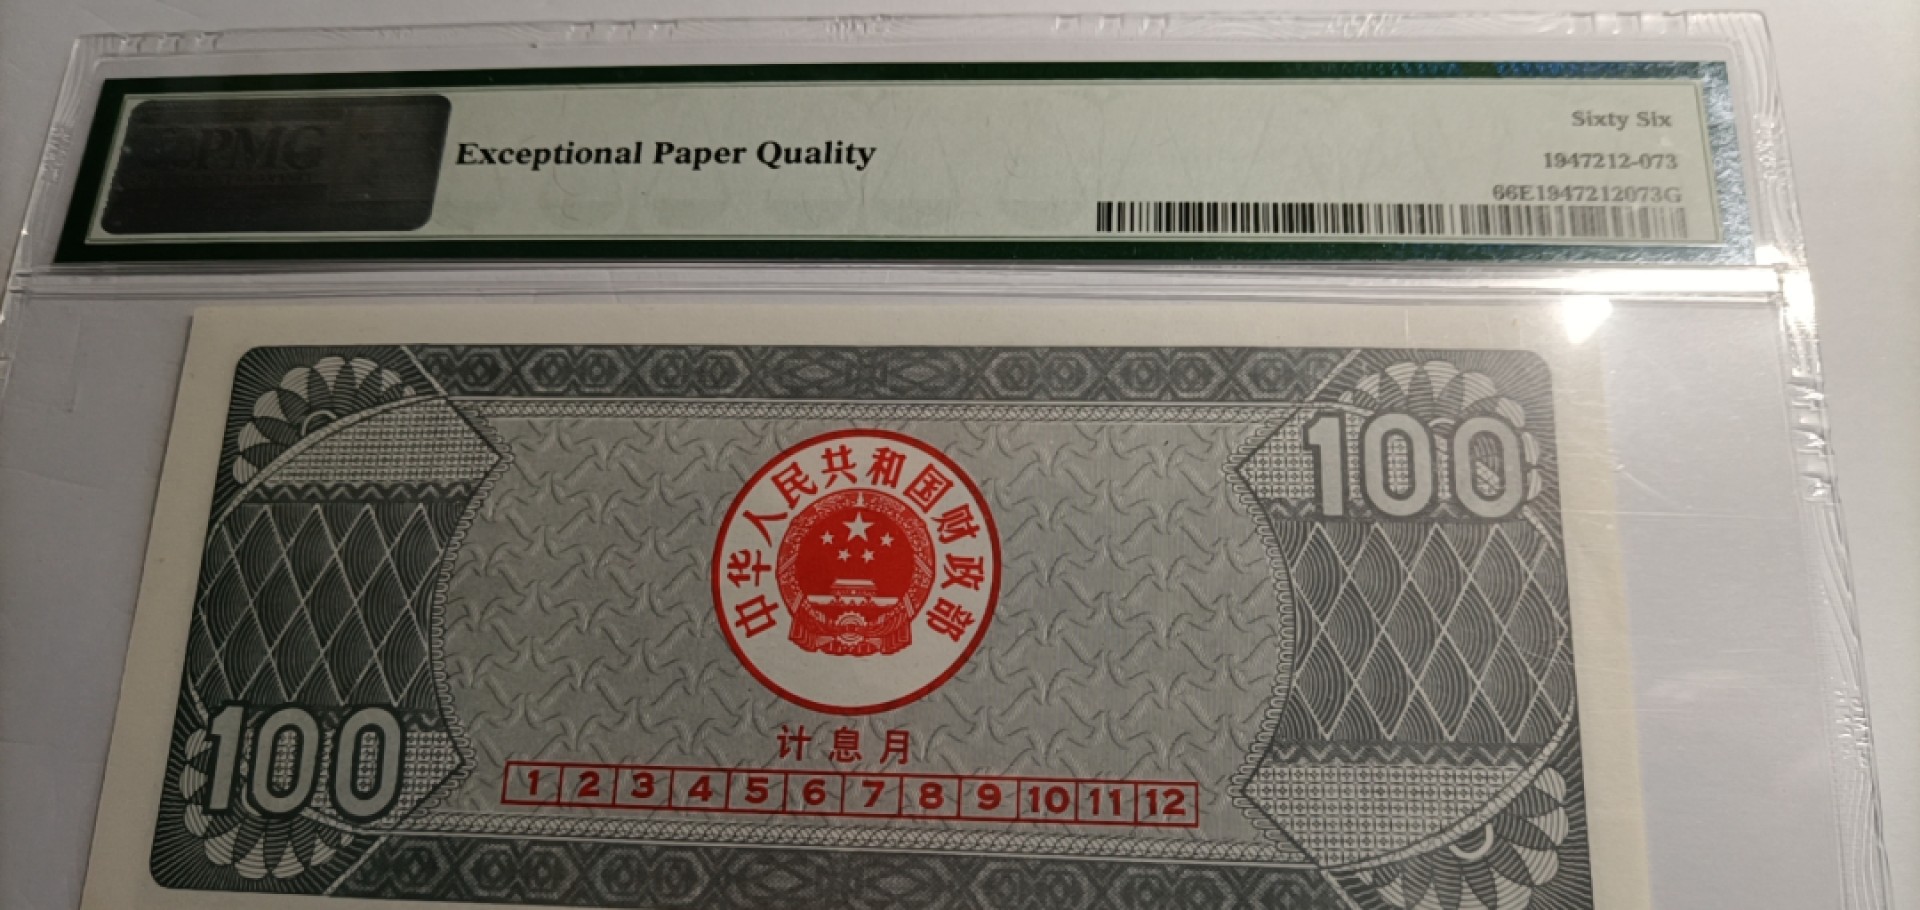 PMG
Exceptional Paper Quality
Sixty Six
1947212-073
66E1947212073G
100
中华人民共和国财政部
100
计息月
1 2 3 4 5 6 7 8 9 10 11 12